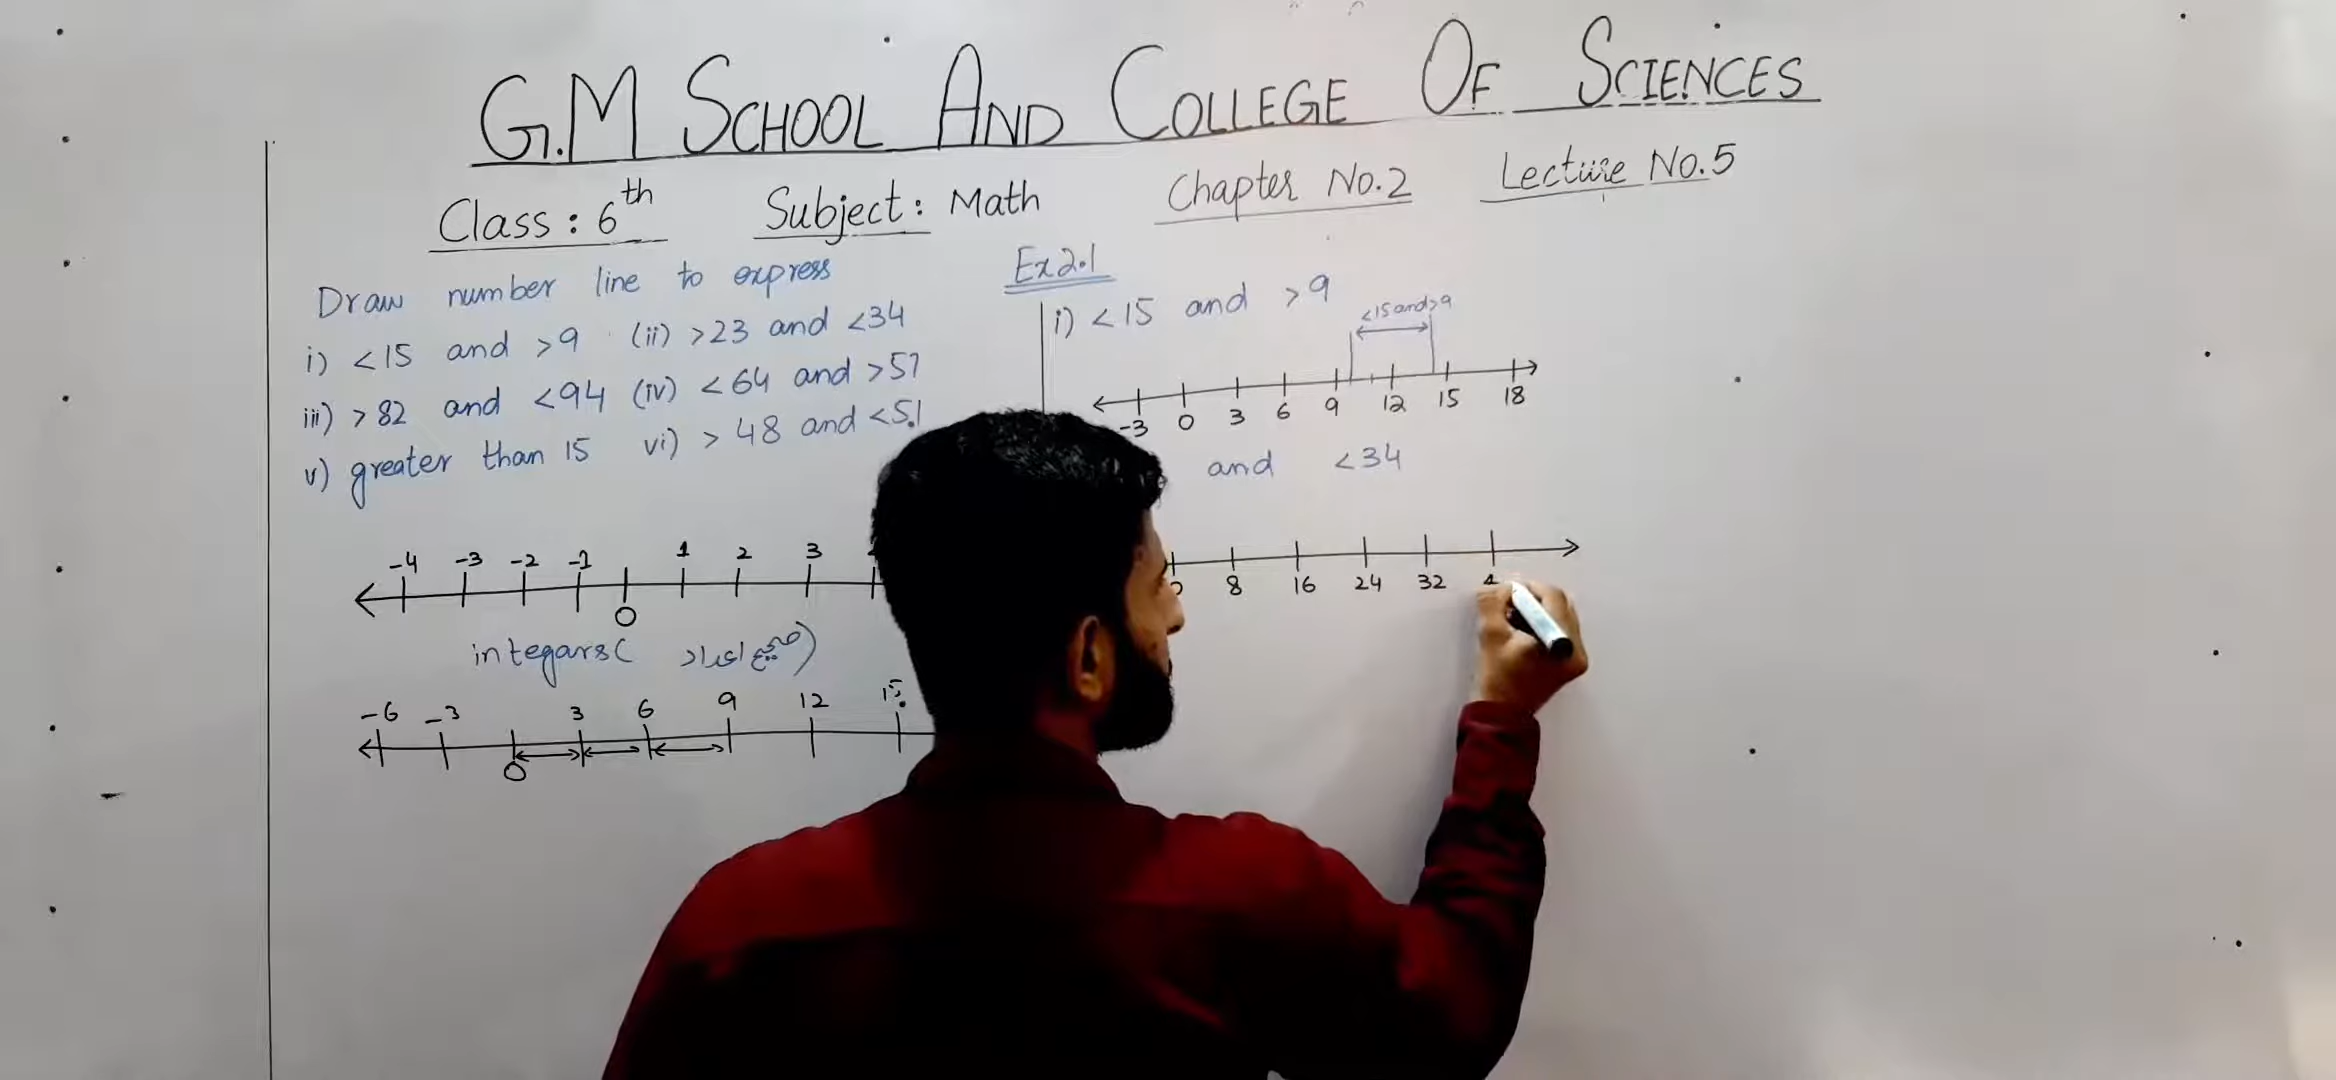 G.M SCHOOL AND COLLEGE OF SCIENCES
Class: 6th Subject: Math Chapter No.2 Lecture No.5
Draw number line to express
i) <15 and >9 (ii) >23 and <34
iii) >82 and <94 (iv) <64 and >57
v) greater than 15 vi) > 48 and <51
-4 -3 -2 -1 0 1 2 3
integars( صحیح اعداد)
-6 -3 0 3 6 9 12 15
Ex2.1
i) <15 and >9
<15 and >9
-3 0 3 6 9 12 15 18
and <34
8 16 24 32 4